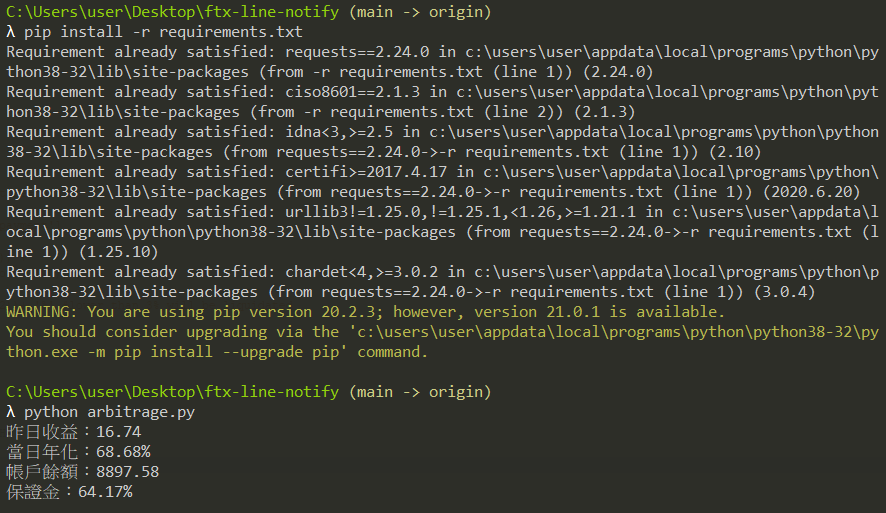 C:\Users\user\Desktop\ftx-line-notify (main -> origin)
λ pip install -r requirements.txt
Requirement already satisfied: requests==2.24.0 in c:\users\user\appdata\local\programs\python\py
thon38-32\lib\site-packages (from -r requirements.txt (line 1)) (2.24.0)
Requirement already satisfied: ciso8601==2.1.3 in c:\users\user\appdata\local\programs\python\pyt
hon38-32\lib\site-packages (from -r requirements.txt (line 2)) (2.1.3)
Requirement already satisfied: idna<3,>=2.5 in c:\users\user\appdata\local\programs\python\python
38-32\lib\site-packages (from requests==2.24.0->-r requirements.txt (line 1)) (2.10)
Requirement already satisfied: certifi>=2017.4.17 in c:\users\user\appdata\local\programs\python\
python38-32\lib\site-packages (from requests==2.24.0->-r requirements.txt (line 1)) (2020.6.20)
Requirement already satisfied: urllib3!=1.25.0,!=1.25.1,<1.26,>=1.21.1 in c:\users\user\appdata\l
ocal\programs\python\python38-32\lib\site-packages (from requests==2.24.0->-r requirements.txt (l
ine 1)) (1.25.10)
Requirement already satisfied: chardet<4,>=3.0.2 in c:\users\user\appdata\local\programs\python\p
ython38-32\lib\site-packages (from requests==2.24.0->-r requirements.txt (line 1)) (3.0.4)
WARNING: You are using pip version 20.2.3; however, version 21.0.1 is available.
You should consider upgrading via the 'c:\users\user\appdata\local\programs\python\python38-32\py
thon.exe -m pip install --upgrade pip' command.
C:\Users\user\Desktop\ftx-line-notify (main -> origin)
λ python arbitrage.py
昨日收益：16.74
當日年化：68.68%
帳戶餘額：8897.58
保證金：64.17%